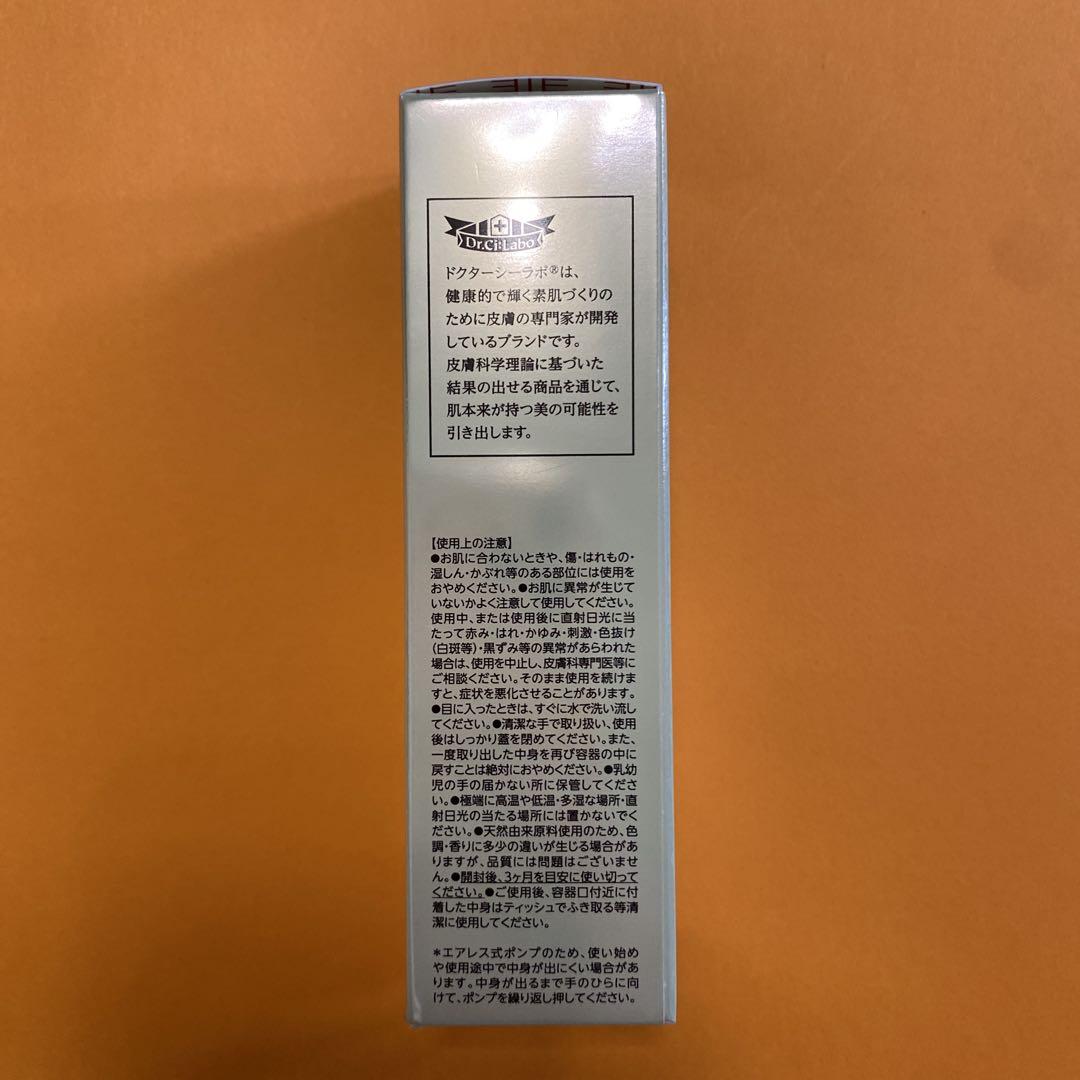 Dr.Ci:Labo
ドクターシーラボ®は、
健康的で輝く素肌づくりの
ために皮膚の専門家が開発
しているブランドです。
皮膚科学理論に基づいた
結果の出せる商品を通じて、
肌本来が持つ美の可能性を
引き出します。
【使用上の注意】
●お肌に合わないときや、傷・はれもの・
湿しん・かぶれ等のある部位には使用を
おやめください。●お肌に異常が生じて
いないかよく注意して使用してください。
使用中、または使用後に直射日光に当
たって赤み・はれ・かゆみ・刺激・色抜け
(白斑等)・黒ずみ等の異常があらわれた
場合は、使用を中止し、皮膚科専門医等に
ご相談ください。そのまま使用を続けま
すと、症状を悪化させることがあります。
●目に入ったときは、すぐに水で洗い流し
てください。●清潔な手で取り扱い、使用
後はしっかり蓋を閉めてください。また、
一度取り出した中身を再び容器の中に
戻すことは絶対におやめください。●乳幼
児の手の届かない所に保管してくださ
い。●極端に高温や低温・多湿な場所・直
射日光の当たる場所には置かないでく
ださい。●天然由来原料使用のため、色
調・香りに多少の違いが生じる場合があ
りますが、品質には問題はございませ
ん。●開封後、3ヶ月を目安に使い切って
ください。●ご使用後、容器口付近に付
着した中身はティッシュでふき取る等清
潔に使用してください。
＊エアレス式ポンプのため、使い始め
や使用途中で中身が出にくい場合があ
ります。中身が出るまで手のひらに向
けて、ポンプを繰り返し押してください。